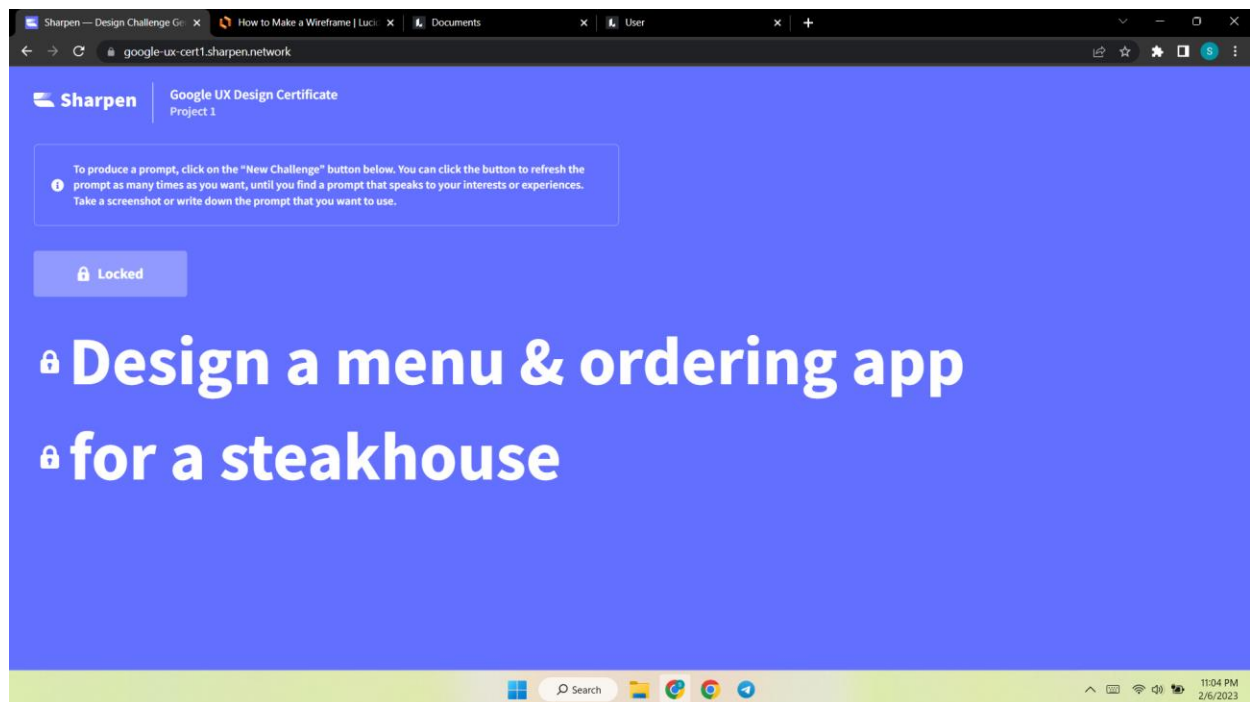 Sharpen — Design Challenge Ge
How to Make a Wireframe | Luci
Documents
User
google-ux-cert1.sharpen.network
S
Sharpen
Google UX Design Certificate
Project 1
To produce a prompt, click on the “New Challenge” button below. You can click the button to refresh the
prompt as many times as you want, until you find a prompt that speaks to your interests or experiences.
Take a screenshot or write down the prompt that you want to use.
Locked
Design a menu & ordering app
for a steakhouse
Search
11:04 PM
2/6/2023